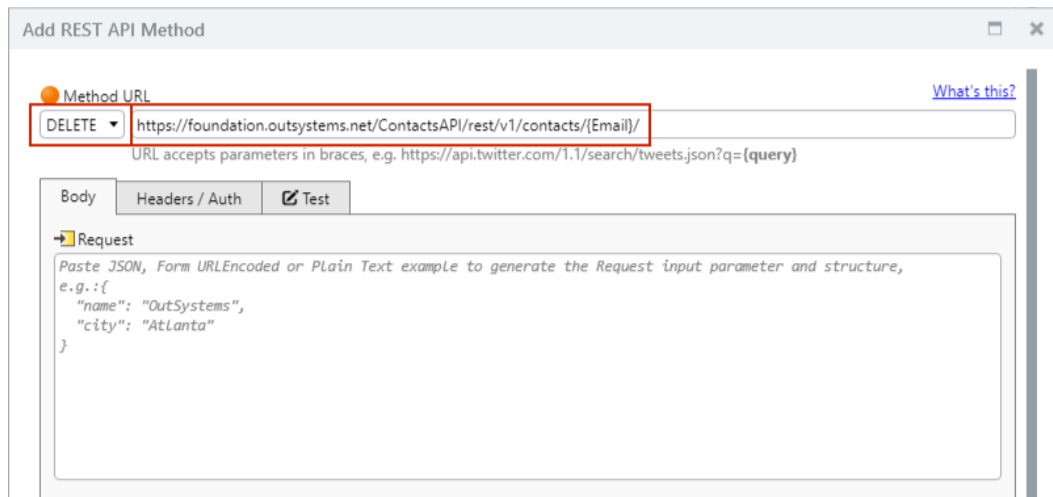 Add REST API Method
Method URL
What's this?
DELETE
https://foundation.outsystems.net/ContactsAPI/rest/v1/contacts/{Email}/
URL accepts parameters in braces, e.g. https://api.twitter.com/1.1/search/tweets.json?q={query}
Body
Headers / Auth
Test
Request
Paste JSON, Form URLEncoded or Plain Text example to generate the Request input parameter and structure,
e.g.:{
"name": "OutSystems",
"city": "Atlanta"
}